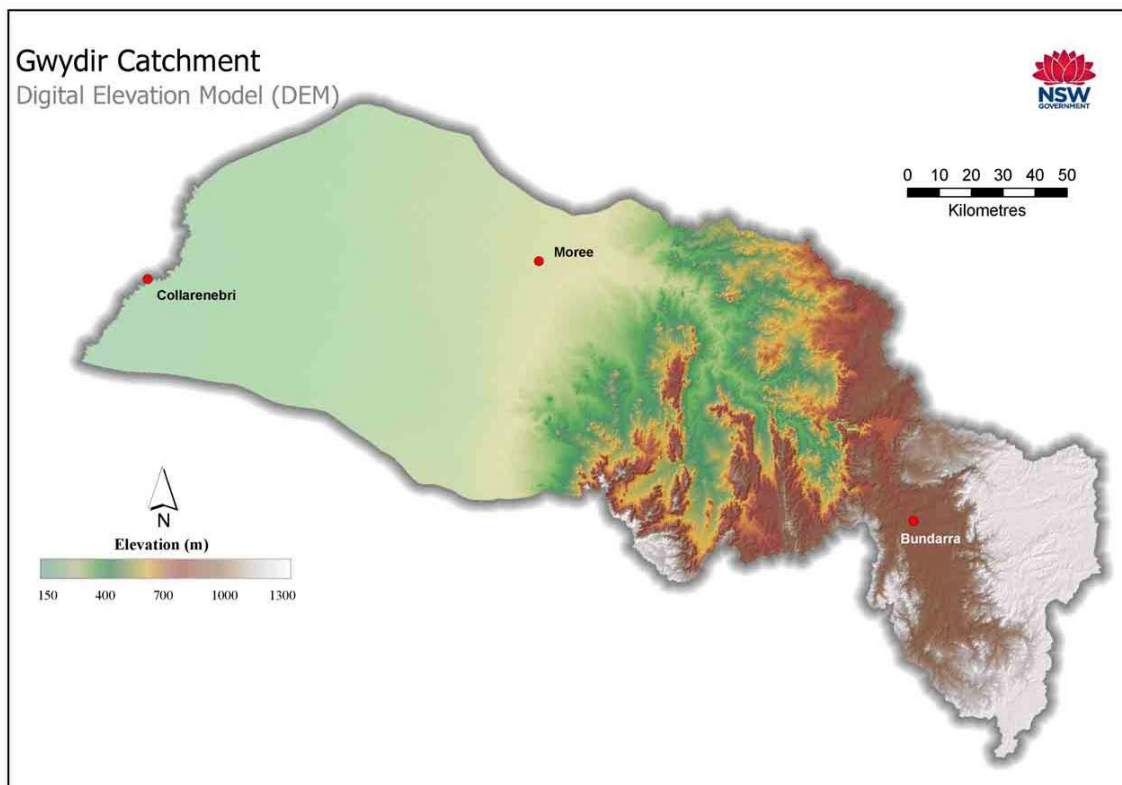 Gwydir Catchment
Digital Elevation Model (DEM)
NSW
GOVERNMENT
0 10 20 30 40 50
Kilometres
Moree
Collarenebri
N
Elevation (m)
150 400 700 1000 1300
Bundarra